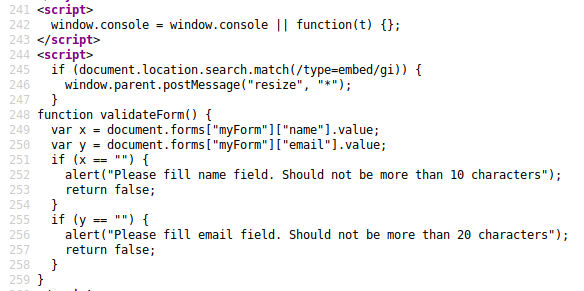 241 <script>
242   window.console = window.console || function(t) {};
243 </script>
244 <script>
245   if (document.location.search.match(/type=embed/gi)) {
246     window.parent.postMessage("resize", "*");
247   }
248 function validateForm() {
249   var x = document.forms["myForm"]["name"].value;
250   var y = document.forms["myForm"]["email"].value;
251   if (x == "") {
252     alert("Please fill name field. Should not be more than 10 characters");
253     return false;
254   }
255   if (y == "") {
256     alert("Please fill email field. Should not be more than 20 characters");
257     return false;
258   }
259 }